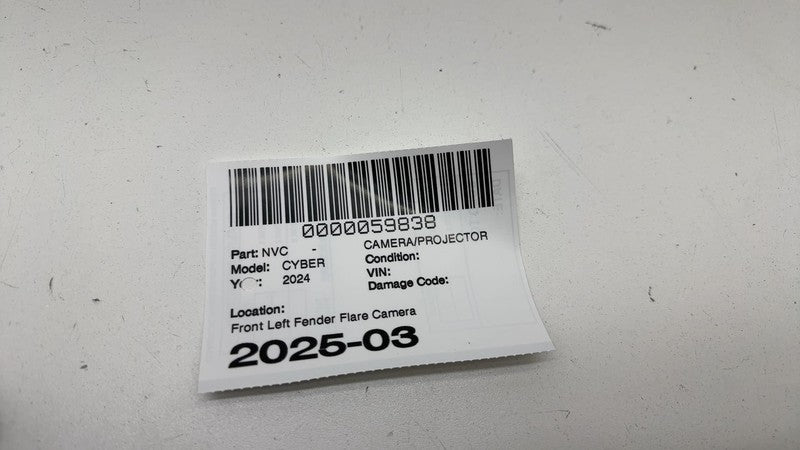 0000059838
Part: NVC - CAMERA/PROJECTOR
Model: CYBER Condition:
Year: 2024 VIN:
Damage Code:
Location:
Front Left Fender Flare Camera
2025-03